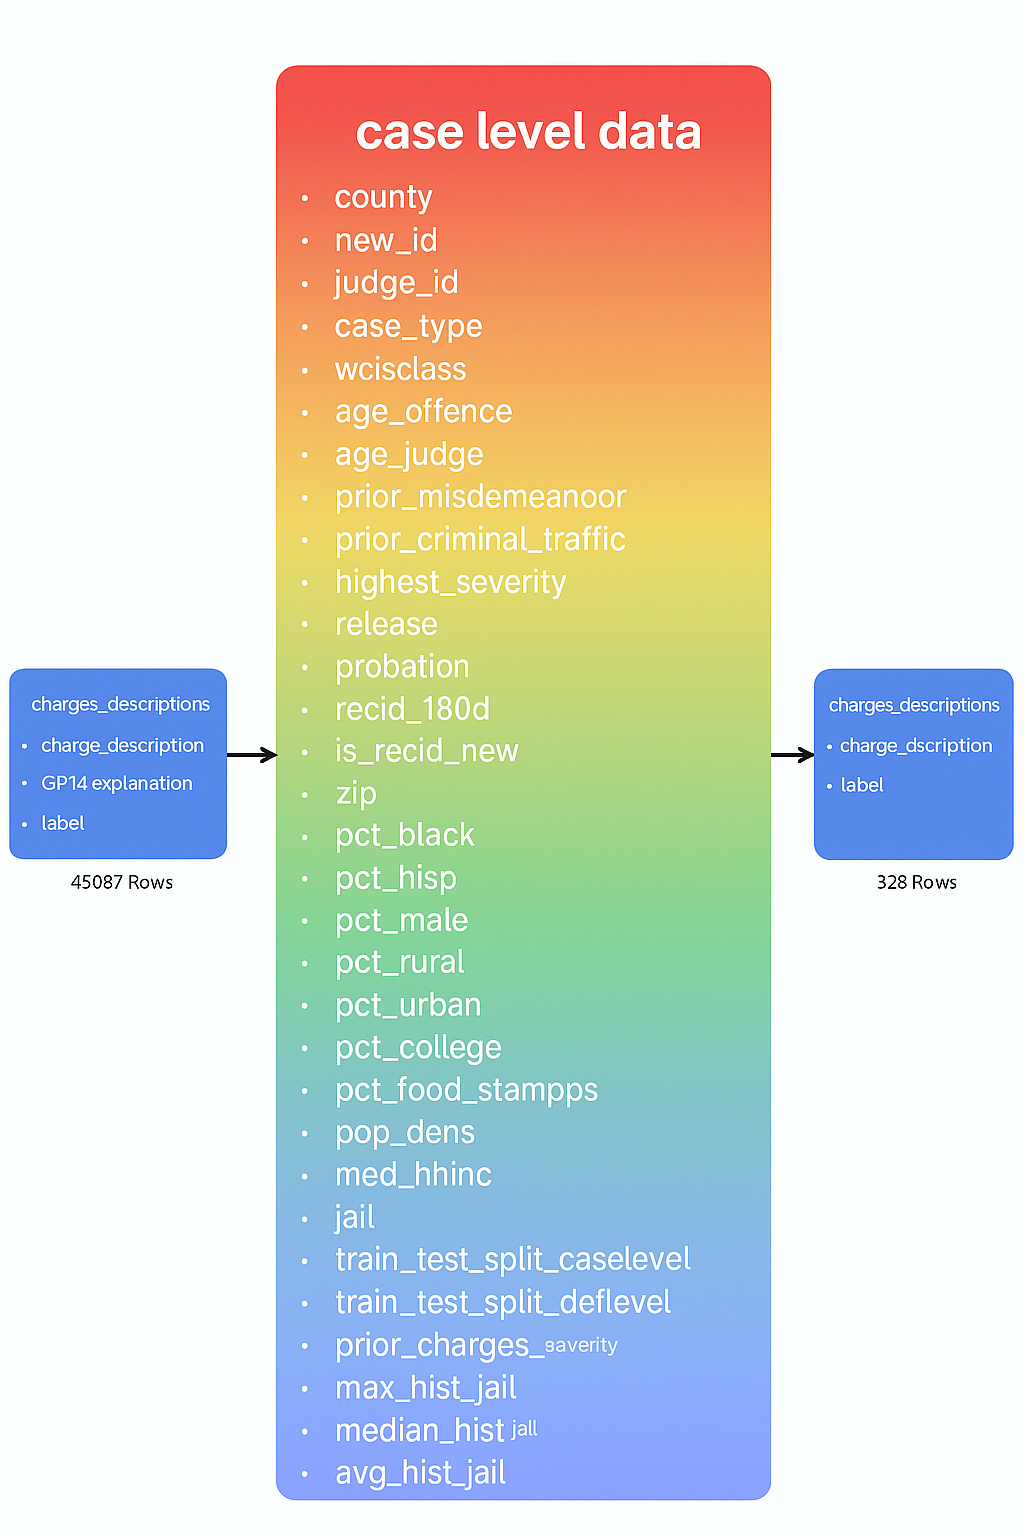 case level data
• county
• new_id
• judge_id
• case_type
• wcisclass
• age_offence
• age_judge
• prior_misdemeanoor
• prior_criminal_traffic
• highest_severity
• release
• probation
• recid_180d
• is_recid_new
• zip
• pct_black
• pct_hisp
• pct_male
• pct_rural
• pct_urban
• pct_college
• pct_food_stampps
• pop_dens
• med_hhinc
• jail
• train_test_split_caselevel
• train_test_split_deflevel
• prior_charges_saverity
• max_hist_jail
• median_hist jall
• avg_hist_jail
charges_descriptions
• charge_description
• GP14 explanation
• label
45087 Rows
charges_descriptions
• charge_dscription
• label
328 Rows